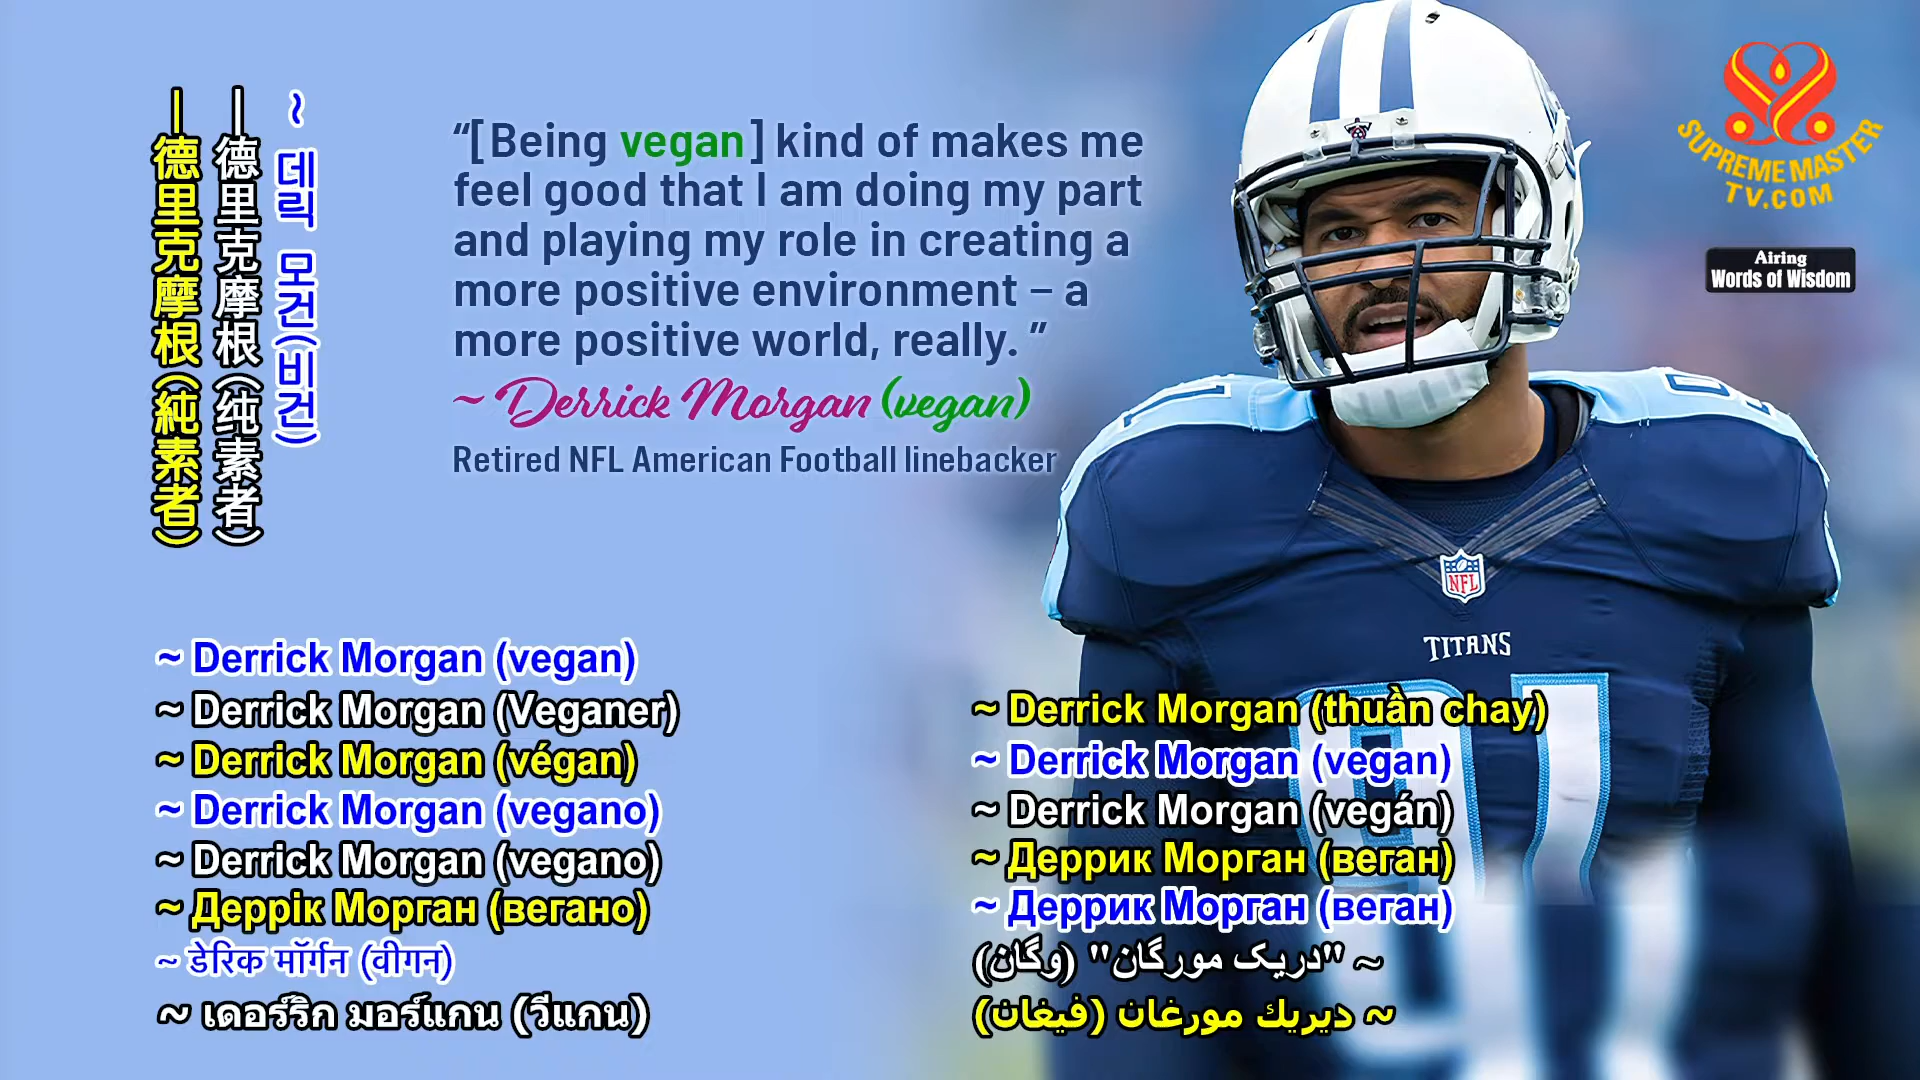 —德里克摩根（純素者）
—德里克摩根（纯素者）
~ 데릭 모건(비건)
“[Being vegan] kind of makes me
feel good that I am doing my part
and playing my role in creating a
more positive environment – a
more positive world, really. ”
~ Derrick Morgan (vegan)
Retired NFL American Football linebacker
SUPREME MASTER
TV.COM
Airing
Words of Wisdom
NFL
TITANS
91
~ Derrick Morgan (vegan)
~ Derrick Morgan (Veganer)
~ Derrick Morgan (végan)
~ Derrick Morgan (vegano)
~ Derrick Morgan (vegano)
~ Деррік Морган (вегано)
~ डेरिक मॉर्गन (वीगन)
~ เดอร์ริก มอร์แกน (วีแกน)
~ Derrick Morgan (thuần chay)
~ Derrick Morgan (vegan)
~ Derrick Morgan (vegán)
~ Деррик Морган (веган)
~ Деррик Морган (веган)
~ "دریک مورگان" (وگان)
~ ديريك مورغان (فيغان)